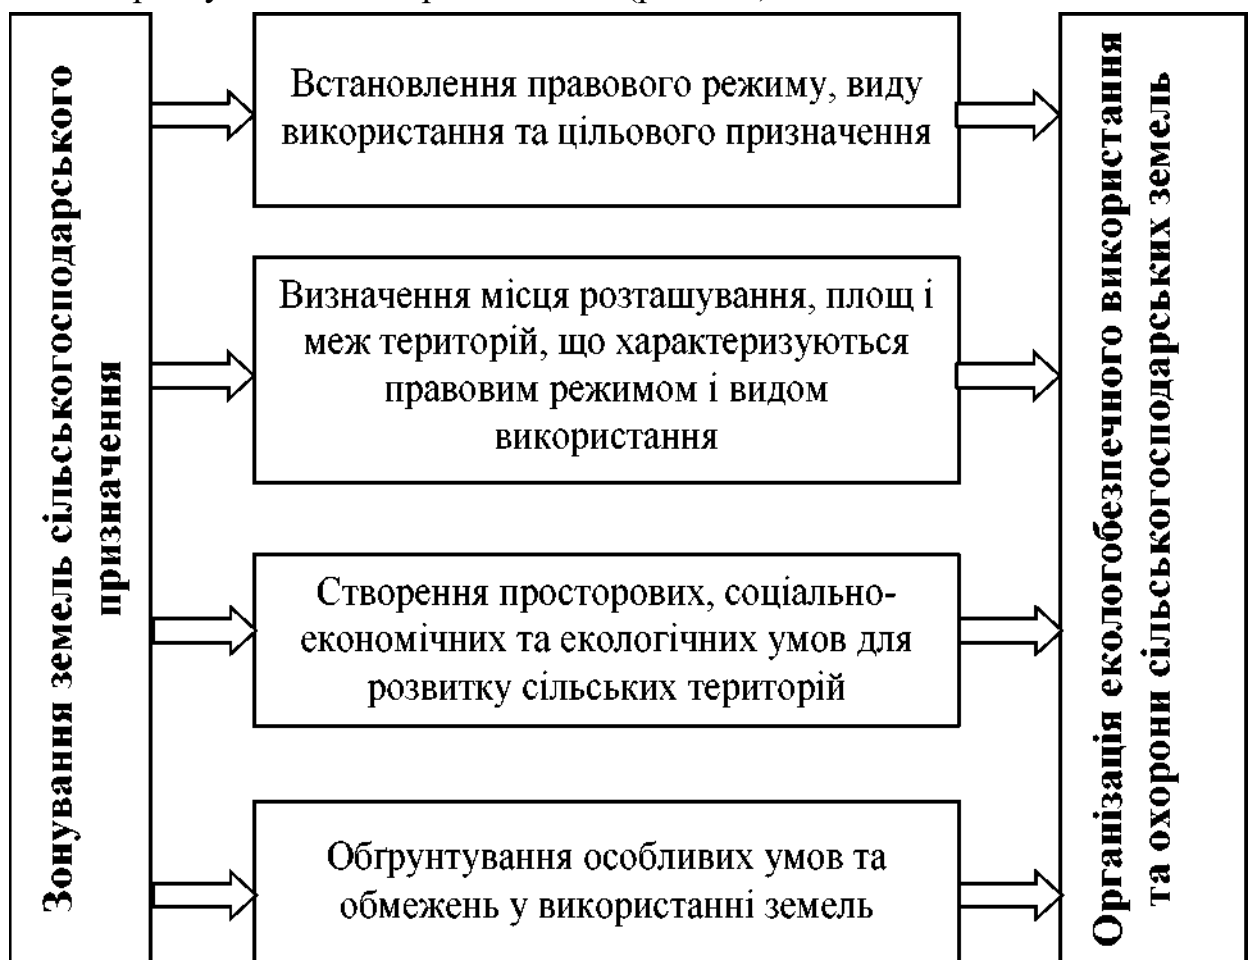 Зонування земель сільськогосподарського
призначення
Встановлення правового режиму, виду
використання та цільового призначення
Визначення місця розташування, площ і
меж територій, що характеризуються
правовим режимом і видом
використання
Створення просторових, соціально-
економічних та екологічних умов для
розвитку сільських територій
Обґрунтування особливих умов та
обмежень у використанні земель
Організація екологобезпечного використання
та охорони сільськогосподарських земель